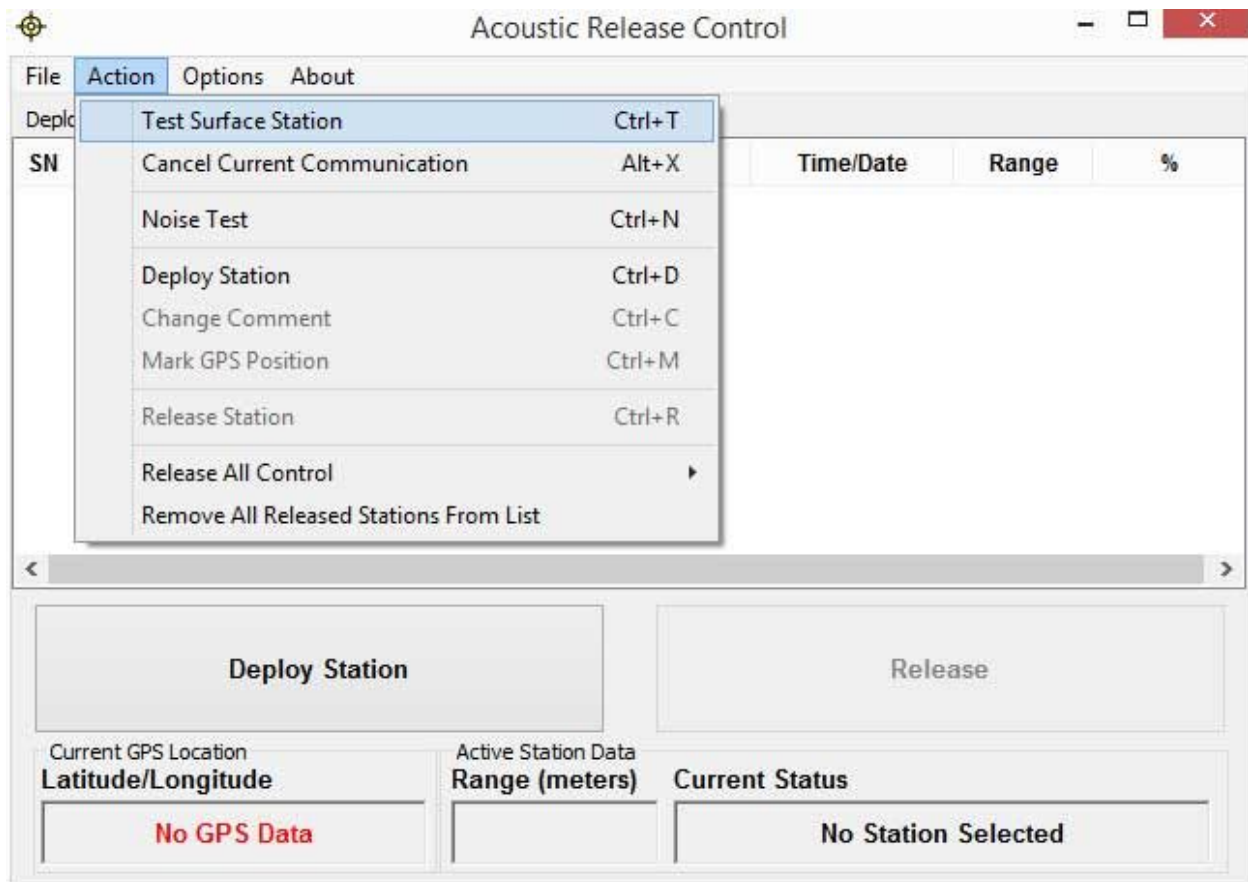 Acoustic Release Control
File Action Options About
Deplo
Test Surface Station Ctrl+T
SN Time/Date Range %
Cancel Current Communication Alt+X
Noise Test Ctrl+N
Deploy Station Ctrl+D
Change Comment Ctrl+C
Mark GPS Position Ctrl+M
Release Station Ctrl+R
Release All Control
Remove All Released Stations From List
Deploy Station Release
Current GPS Location Active Station Data
Latitude/Longitude Range (meters) Current Status
No GPS Data No Station Selected